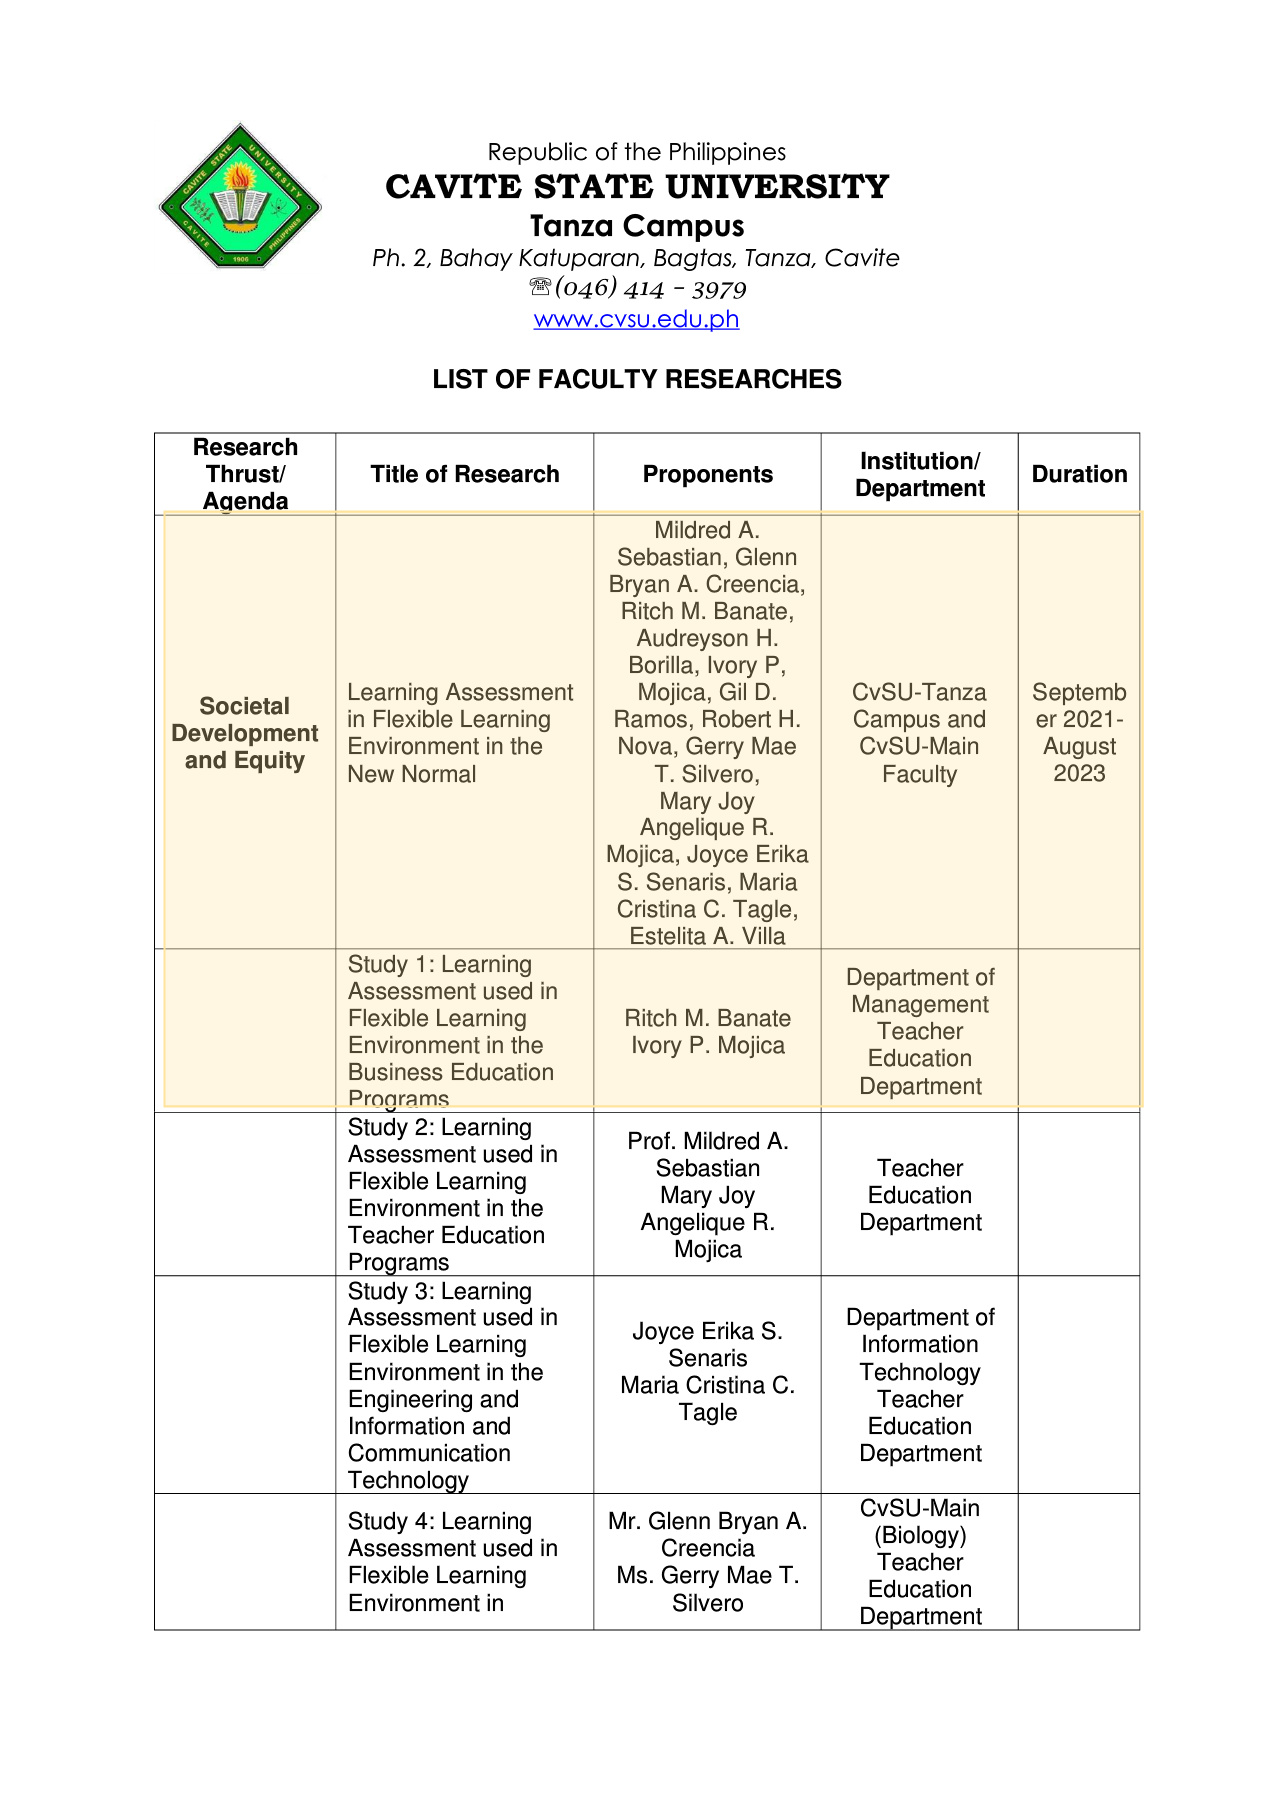 CAVITE STATE UNIVERSITY
CAVITE
PHILIPPINES
1906
Republic of the Philippines
CAVITE STATE UNIVERSITY
Tanza Campus
Ph. 2, Bahay Katuparan, Bagtas, Tanza, Cavite
☏(046) 414 – 3979
www.cvsu.edu.ph
LIST OF FACULTY RESEARCHES
Research
Thrust/
Agenda
Title of Research
Proponents
Institution/
Department
Duration
Societal
Development
and Equity
Learning Assessment
in Flexible Learning
Environment in the
New Normal
Mildred A.
Sebastian, Glenn
Bryan A. Creencia,
Ritch M. Banate,
Audreyson H.
Borilla, Ivory P,
Mojica, Gil D.
Ramos, Robert H.
Nova, Gerry Mae
T. Silvero,
Mary Joy
Angelique R.
Mojica, Joyce Erika
S. Senaris, Maria
Cristina C. Tagle,
Estelita A. Villa
CvSU-Tanza
Campus and
CvSU-Main
Faculty
Septemb
er 2021-
August
2023
Study 1: Learning
Assessment used in
Flexible Learning
Environment in the
Business Education
Programs
Ritch M. Banate
Ivory P. Mojica
Department of
Management
Teacher
Education
Department
Study 2: Learning
Assessment used in
Flexible Learning
Environment in the
Teacher Education
Programs
Prof. Mildred A.
Sebastian
Mary Joy
Angelique R.
Mojica
Teacher
Education
Department
Study 3: Learning
Assessment used in
Flexible Learning
Environment in the
Engineering and
Information and
Communication
Technology
Joyce Erika S.
Senaris
Maria Cristina C.
Tagle
Department of
Information
Technology
Teacher
Education
Department
Study 4: Learning
Assessment used in
Flexible Learning
Environment in
Mr. Glenn Bryan A.
Creencia
Ms. Gerry Mae T.
Silvero
CvSU-Main
(Biology)
Teacher
Education
Department